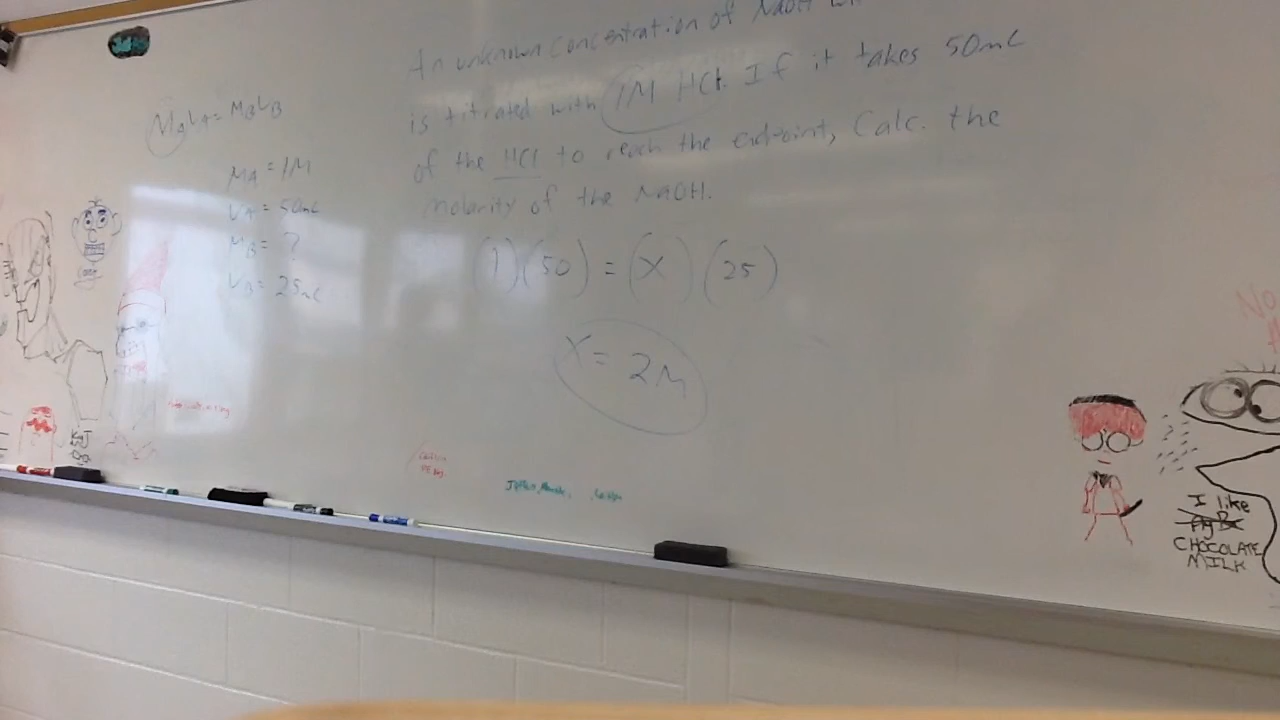 An unknown concentration of NaOH
is titrated with 1M HCl. If it takes 50mL
of the HCl to reach the endpoint, Calc. the
Molarity of the NaOH.
MAVA = MBVB
MA = 1M
VA = 50mL
MB = ?
VB = 25mL
(1)(50) = (X)(25)
X = 2M
No
I like
CHOCOLATE
MILK